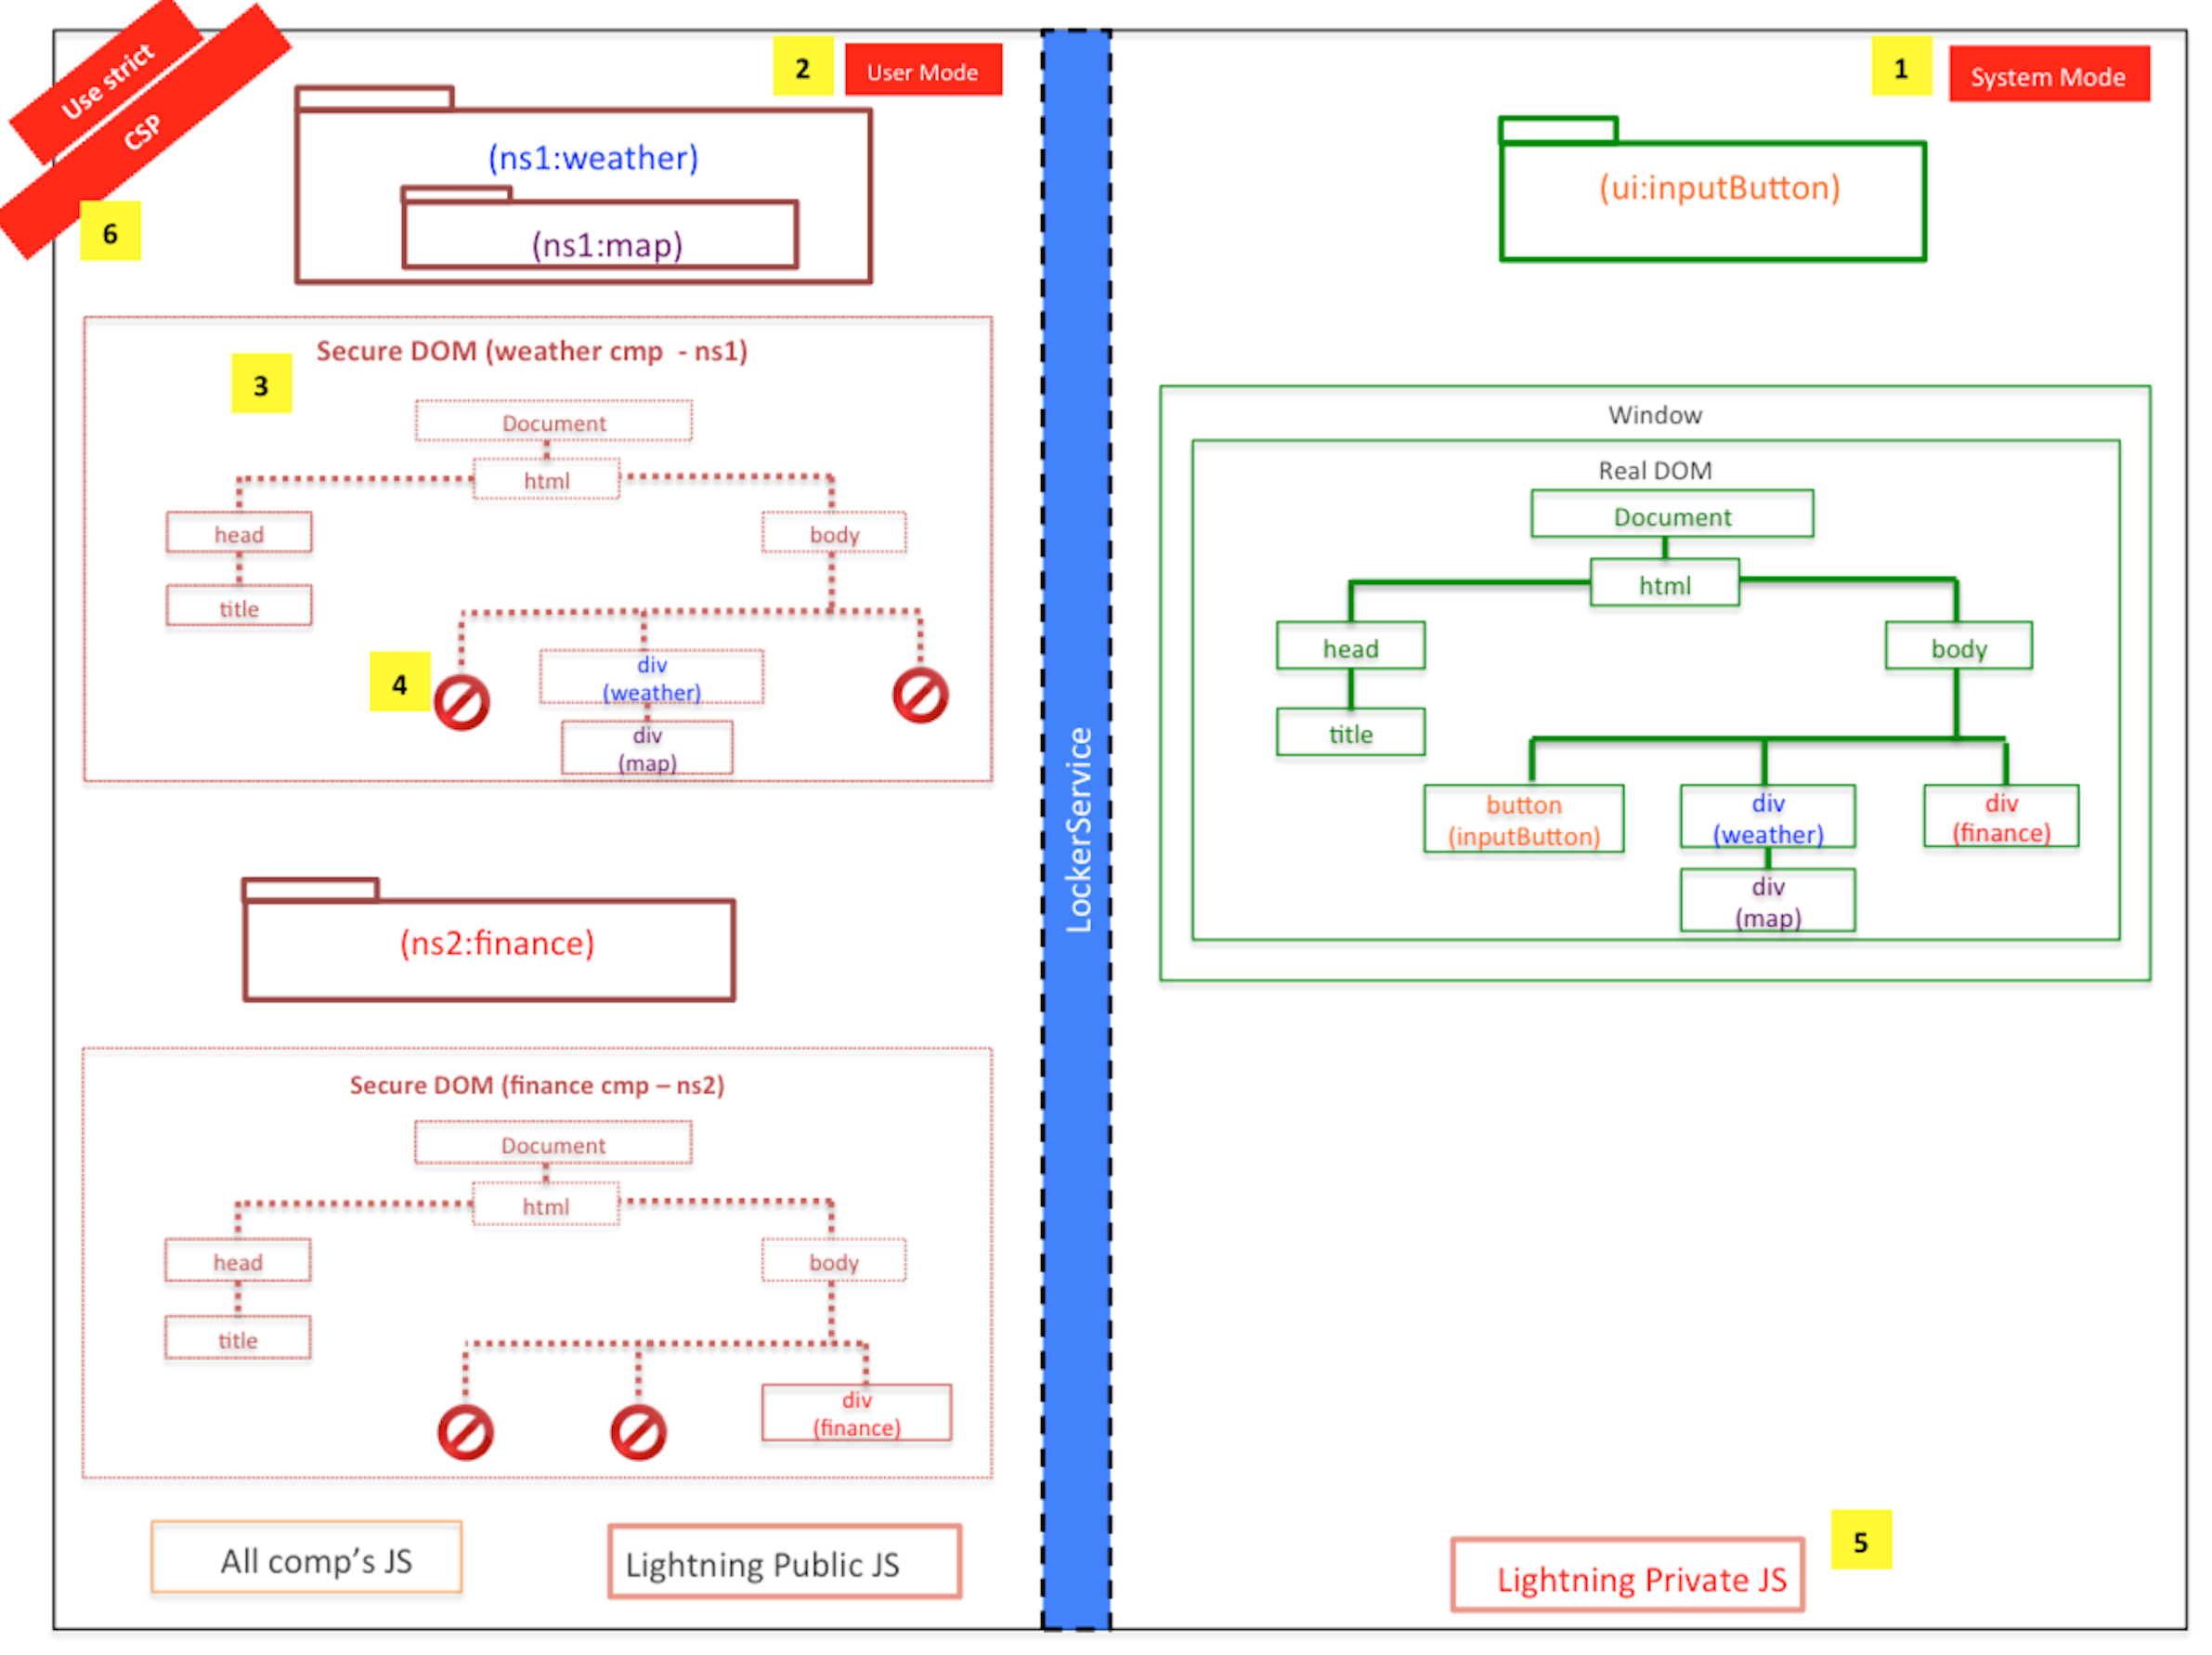 Use strict
CSP
6
2
User Mode
(ns1:weather)
(ns1:map)
Secure DOM (weather cmp  - ns1)
3
Document
html
head
body
title
4
div
(weather)
div
(map)
(ns2:finance)
Secure DOM (finance cmp – ns2)
Document
html
head
body
title
div
(finance)
All comp’s JS
Lightning Public JS
LockerService
1
System Mode
(ui:inputButton)
Window
Real DOM
Document
html
head
body
title
button
(inputButton)
div
(weather)
div
(finance)
div
(map)
5
Lightning Private JS